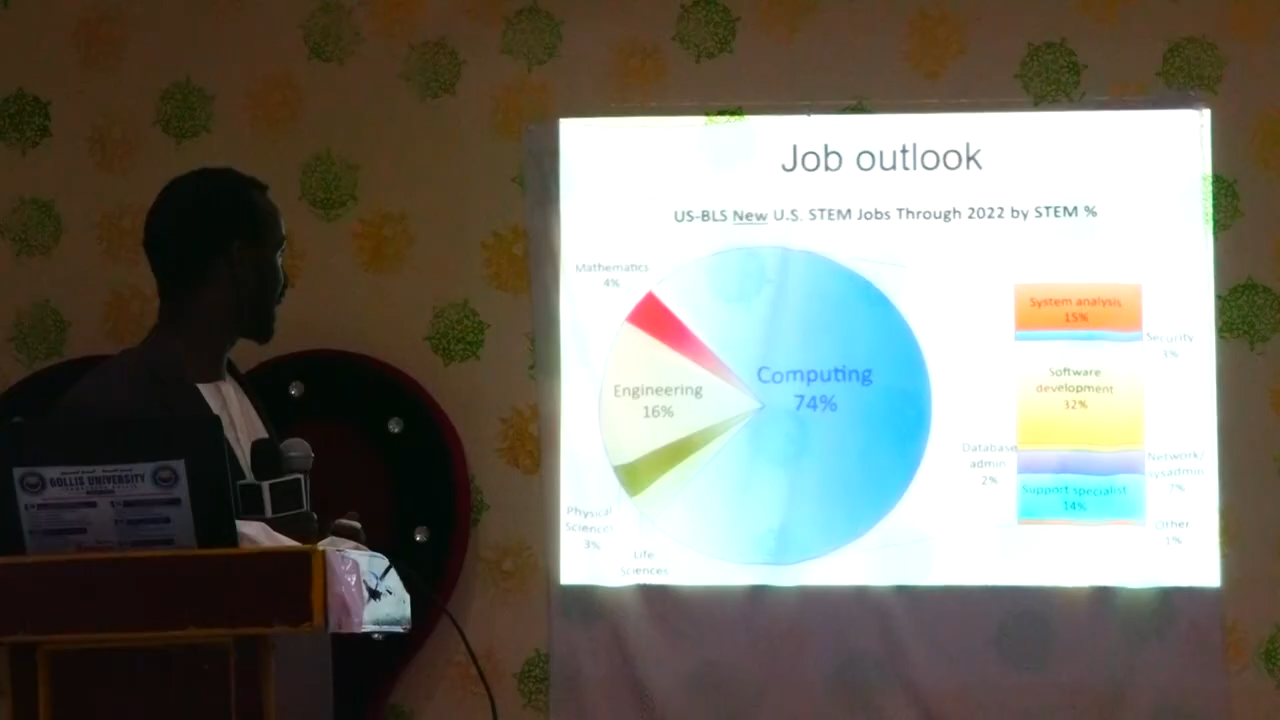 Job outlook
US-BLS New U.S. STEM Jobs Through 2022 by STEM %
Mathematics
4%
Computing
74%
Engineering
16%
Physical
Sciences
3%
Life
Sciences
System analysis
15%
Security
3%
Software
development
32%
Database
admin
2%
Network/
sysadmin
7%
Support specialist
14%
Other
1%
GOLLIS UNIVERSITY